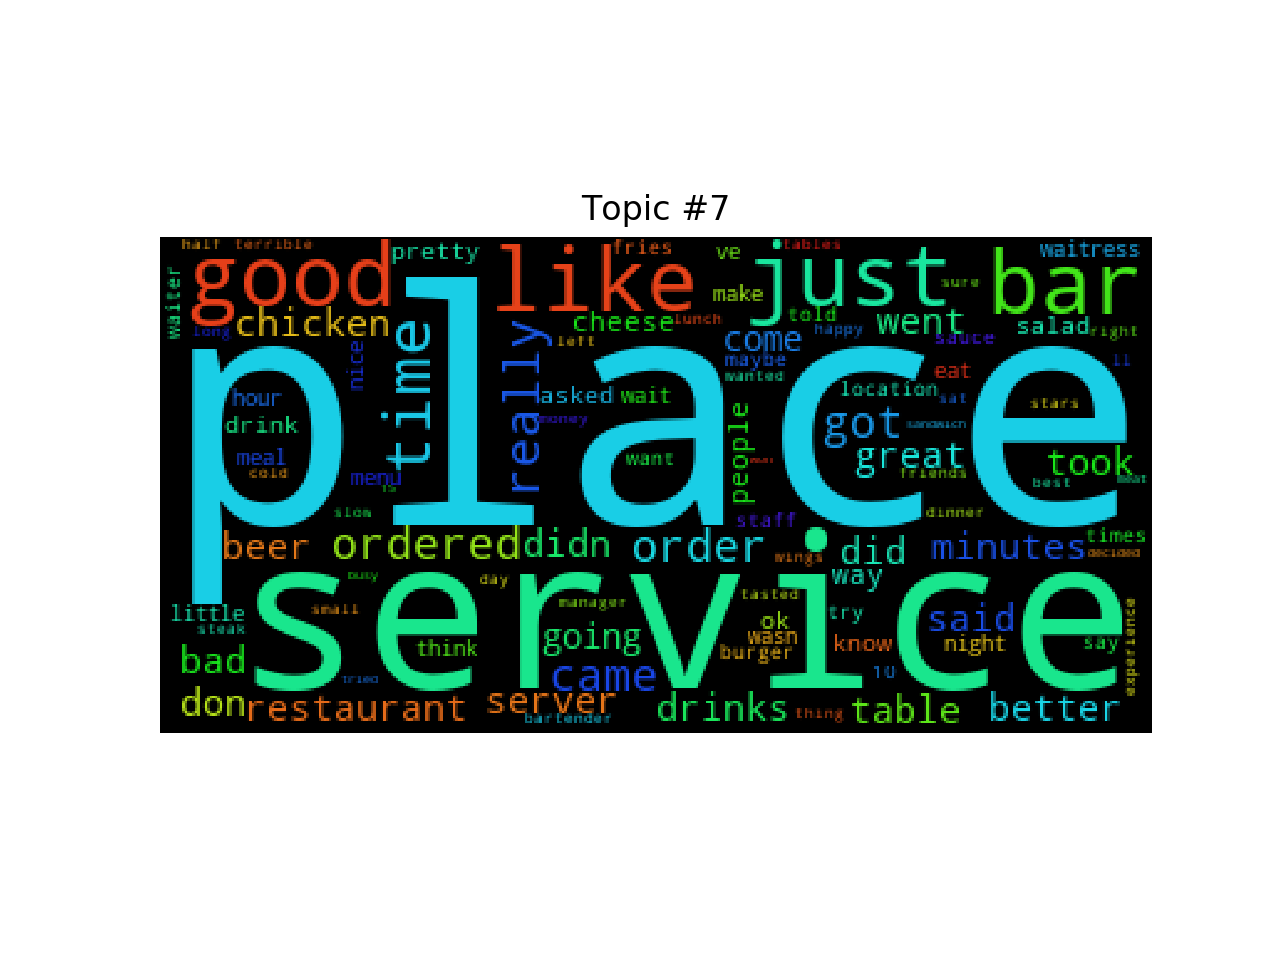 Topic #7
half terrible pretty fries ve tables waitress
good like just bar
waiter make sure
long chicken cheese lunch told went salad right
time really left come happy sauce
nice maybe ll
place
wanted eat
hour asked wait location sat stars
drink money people got sandwich
meal want great took
cold menu friends best
slow staff dinner
beer ordered didn order wings did minutes times
decided
service
busy day way
little small manager tasted try said experience
steak ok
bad think going wasn know night say
burger
tried came 10
don restaurant server drinks thing table better
bartender